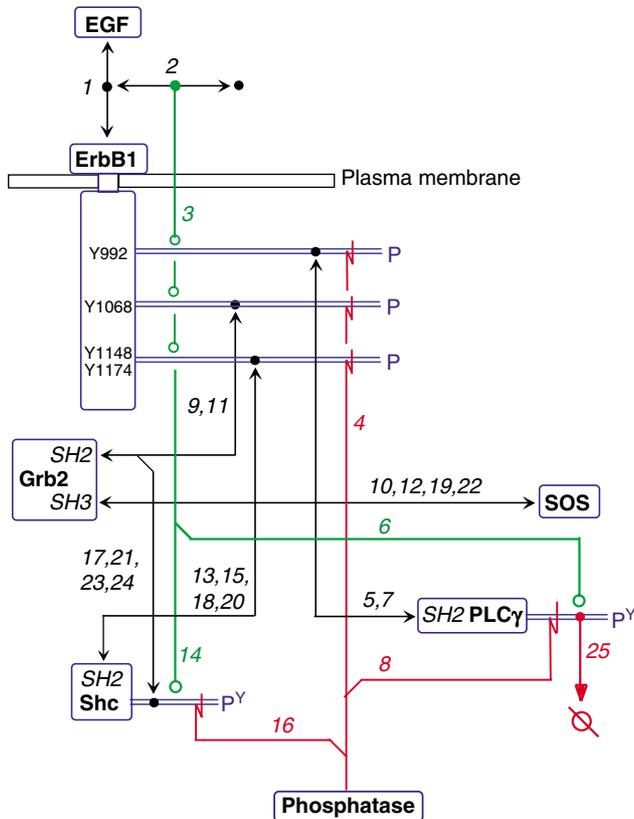 EGF
2
1
ErbB1
Plasma membrane
3
Y992
P
Y1068
P
Y1148
Y1174
P
9,11
4
SH2
Grb2
SH3
10,12,19,22
SOS
6
17,21,
23,24
13,15,
18,20
5,7
SH2 PLCγ
Pʸ
25
14
8
SH2
Shc
Pʸ
16
Phosphatase